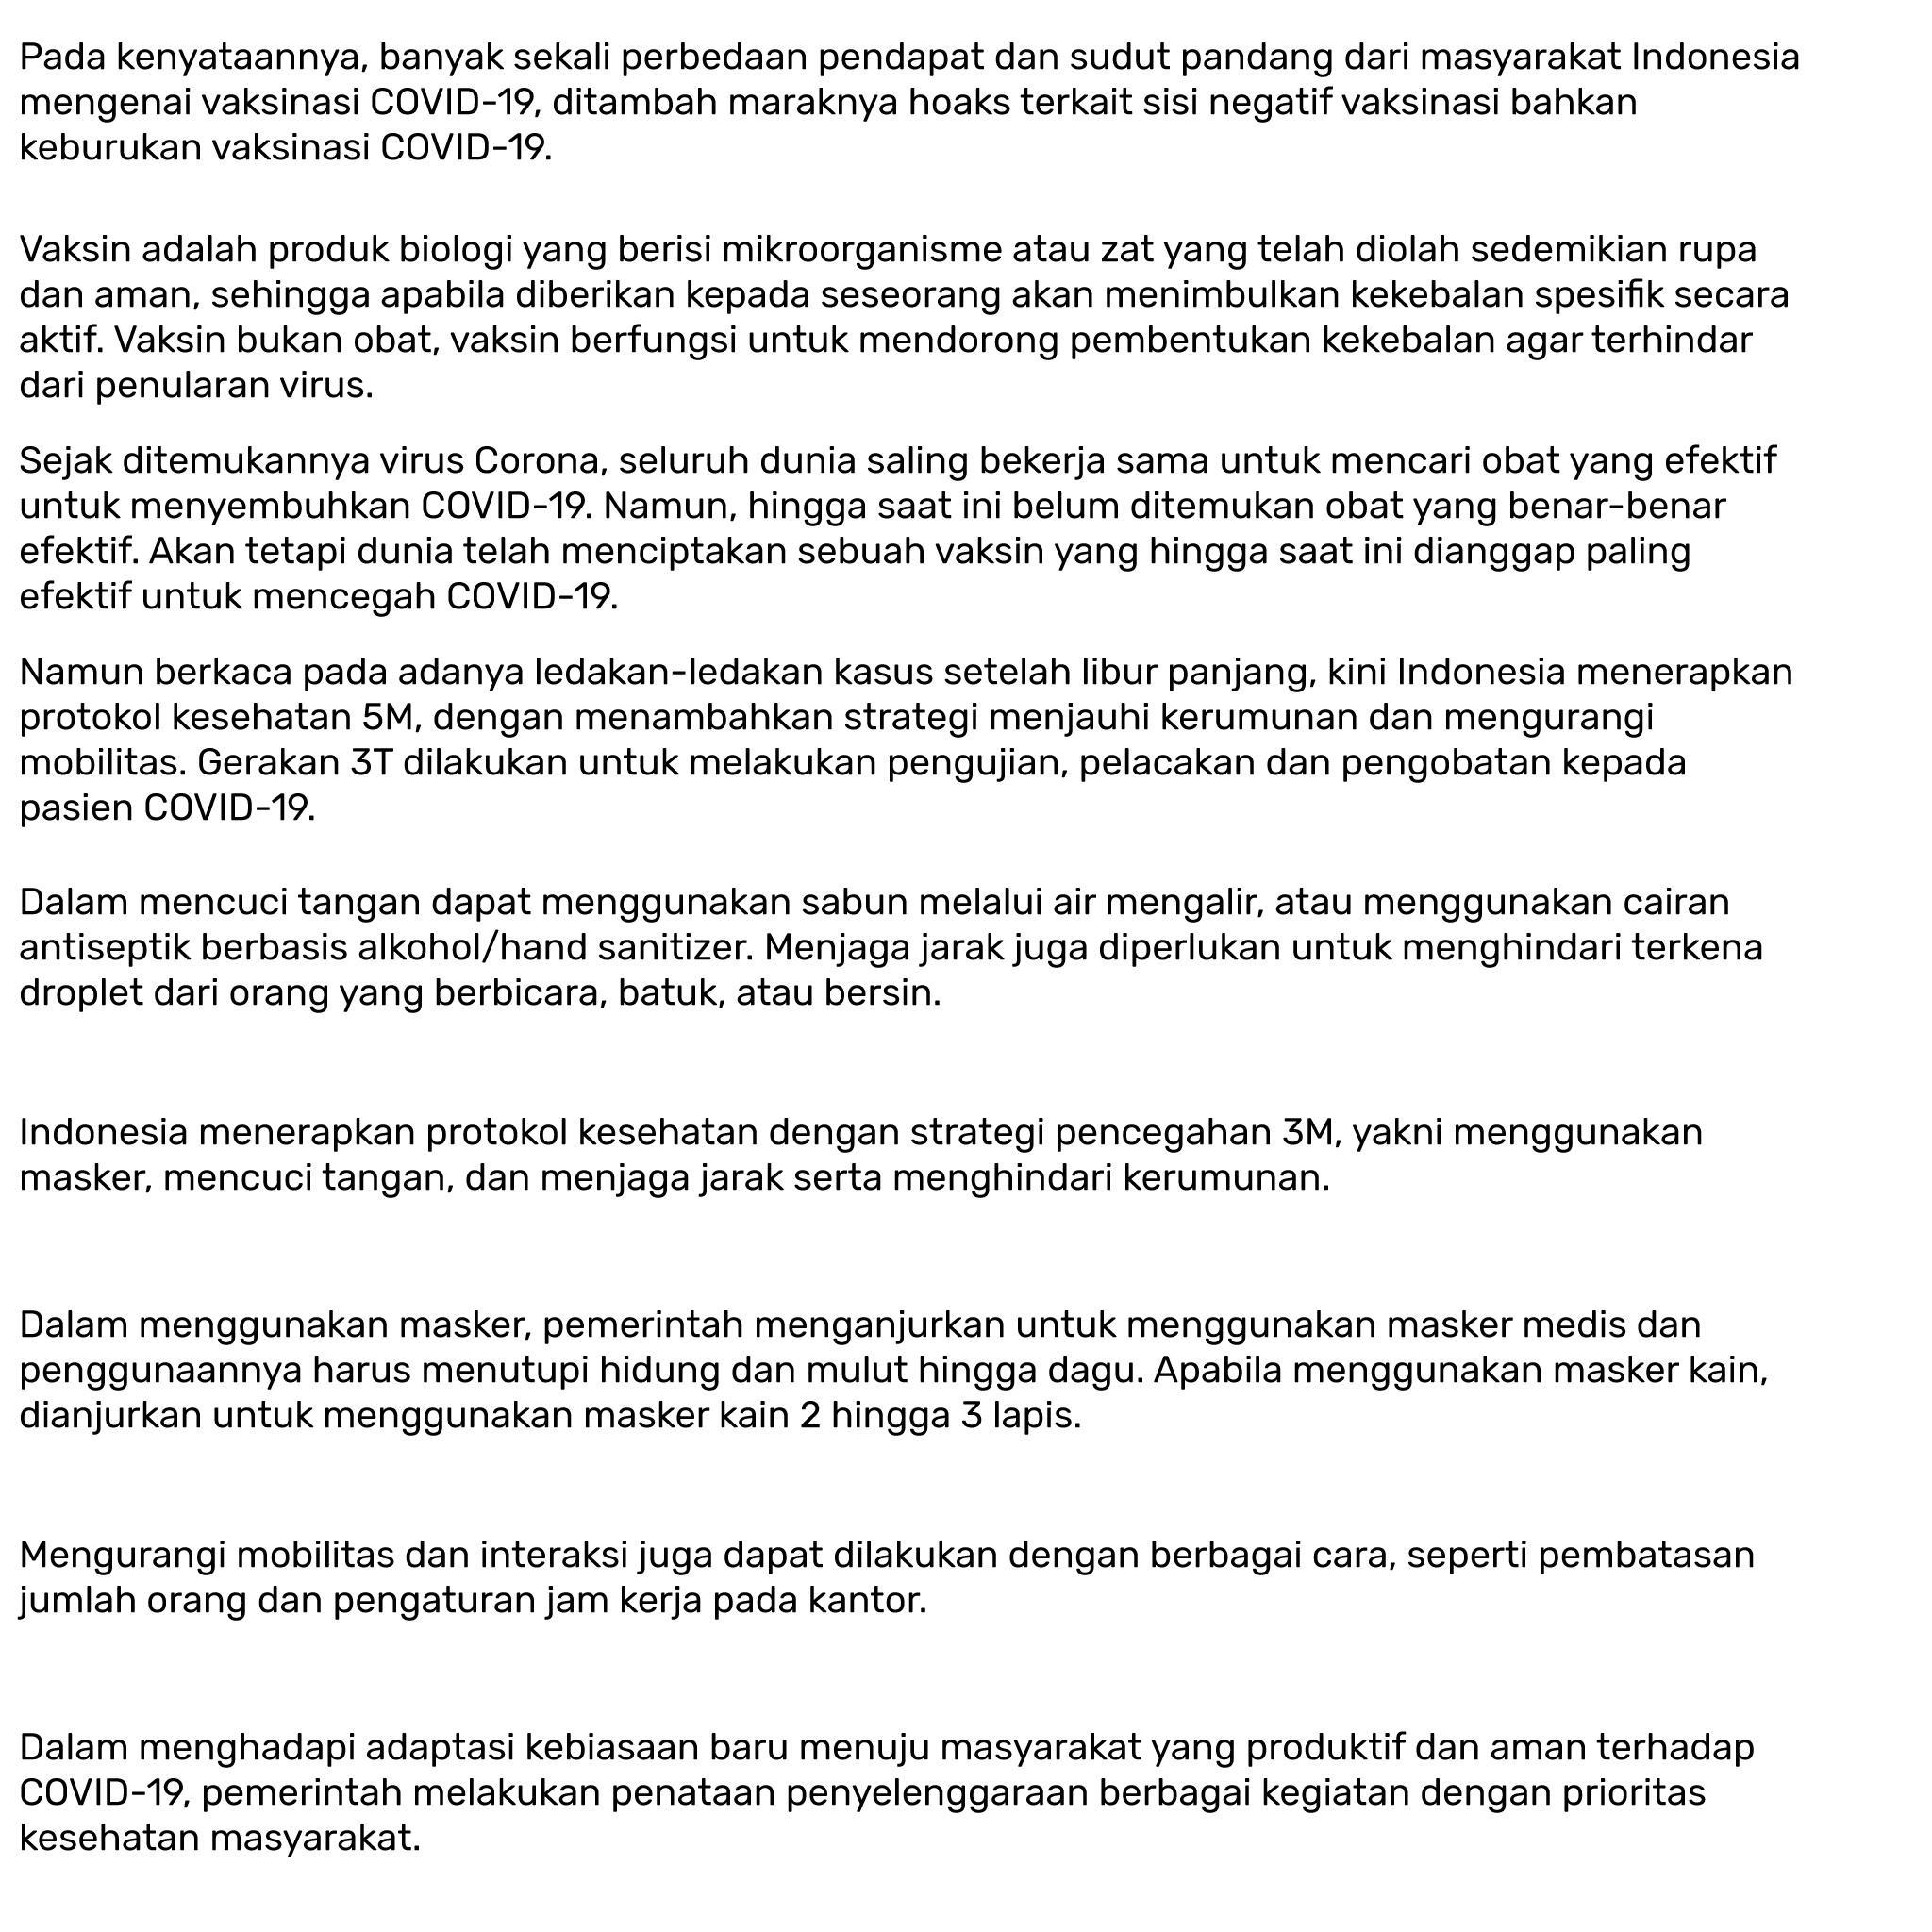 Pada kenyataannya, banyak sekali perbedaan pendapat dan sudut pandang dari masyarakat Indonesia
mengenai vaksinasi COVID-19, ditambah maraknya hoaks terkait sisi negatif vaksinasi bahkan
keburukan vaksinasi COVID-19.
Vaksin adalah produk biologi yang berisi mikroorganisme atau zat yang telah diolah sedemikian rupa
dan aman, sehingga apabila diberikan kepada seseorang akan menimbulkan kekebalan spesifik secara
aktif. Vaksin bukan obat, vaksin berfungsi untuk mendorong pembentukan kekebalan agar terhindar
dari penularan virus.
Sejak ditemukannya virus Corona, seluruh dunia saling bekerja sama untuk mencari obat yang efektif
untuk menyembuhkan COVID-19. Namun, hingga saat ini belum ditemukan obat yang benar-benar
efektif. Akan tetapi dunia telah menciptakan sebuah vaksin yang hingga saat ini dianggap paling
efektif untuk mencegah COVID-19.
Namun berkaca pada adanya ledakan-ledakan kasus setelah libur panjang, kini Indonesia menerapkan
protokol kesehatan 5M, dengan menambahkan strategi menjauhi kerumunan dan mengurangi
mobilitas. Gerakan 3T dilakukan untuk melakukan pengujian, pelacakan dan pengobatan kepada
pasien COVID-19.
Dalam mencuci tangan dapat menggunakan sabun melalui air mengalir, atau menggunakan cairan
antiseptik berbasis alkohol/hand sanitizer. Menjaga jarak juga diperlukan untuk menghindari terkena
droplet dari orang yang berbicara, batuk, atau bersin.
Indonesia menerapkan protokol kesehatan dengan strategi pencegahan 3M, yakni menggunakan
masker, mencuci tangan, dan menjaga jarak serta menghindari kerumunan.
Dalam menggunakan masker, pemerintah menganjurkan untuk menggunakan masker medis dan
penggunaannya harus menutupi hidung dan mulut hingga dagu. Apabila menggunakan masker kain,
dianjurkan untuk menggunakan masker kain 2 hingga 3 lapis.
Mengurangi mobilitas dan interaksi juga dapat dilakukan dengan berbagai cara, seperti pembatasan
jumlah orang dan pengaturan jam kerja pada kantor.
Dalam menghadapi adaptasi kebiasaan baru menuju masyarakat yang produktif dan aman terhadap
COVID-19, pemerintah melakukan penataan penyelenggaraan berbagai kegiatan dengan prioritas
kesehatan masyarakat.